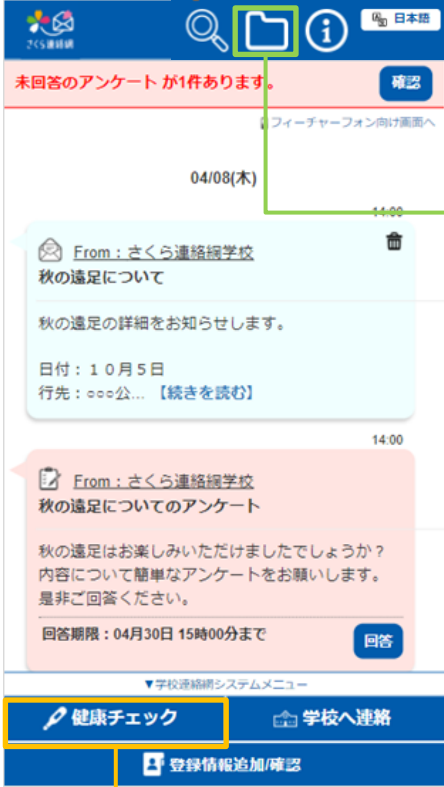 さくら連絡網
日本語
未回答のアンケート が1件あります。
確認
フィーチャーフォン向け画面へ
04/08(木)
14:00
From：さくら連絡網学校
秋の遠足について
秋の遠足の詳細をお知らせします。
日付：１０月５日
行先：○○○公... 【続きを読む】
14:00
From：さくら連絡網学校
秋の遠足についてのアンケート
秋の遠足はお楽しみいただけましたでしょうか？
内容について簡単なアンケートをお願いします。
是非ご回答ください。
回答期限：04月30日 15時00分まで
回答
▼学校連絡網システムメニュー
健康チェック
学校へ連絡
登録情報追加/確認